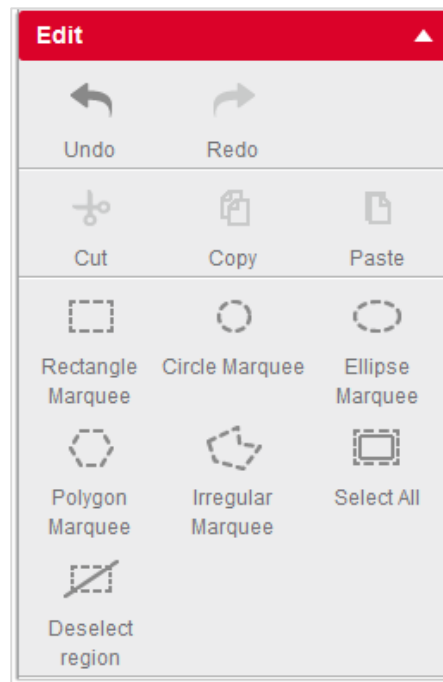 Edit
Undo Redo
Cut Copy Paste
Rectangle Marquee Circle Marquee Ellipse Marquee
Polygon Marquee Irregular Marquee Select All
Deselect region